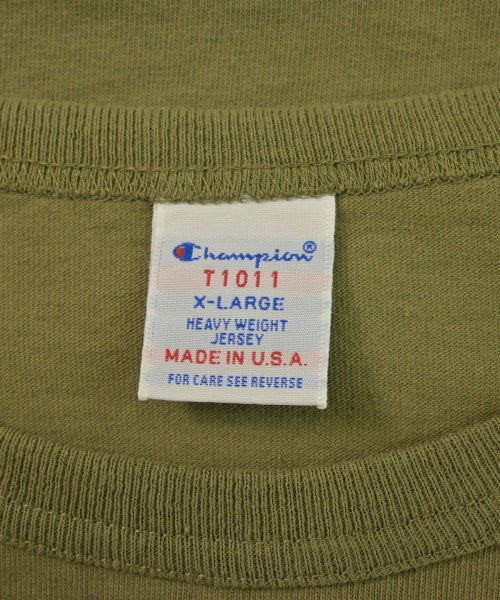 Champion®
T1011
X-LARGE
HEAVY WEIGHT
JERSEY
MADE IN U.S.A.
FOR CARE SEE REVERSE